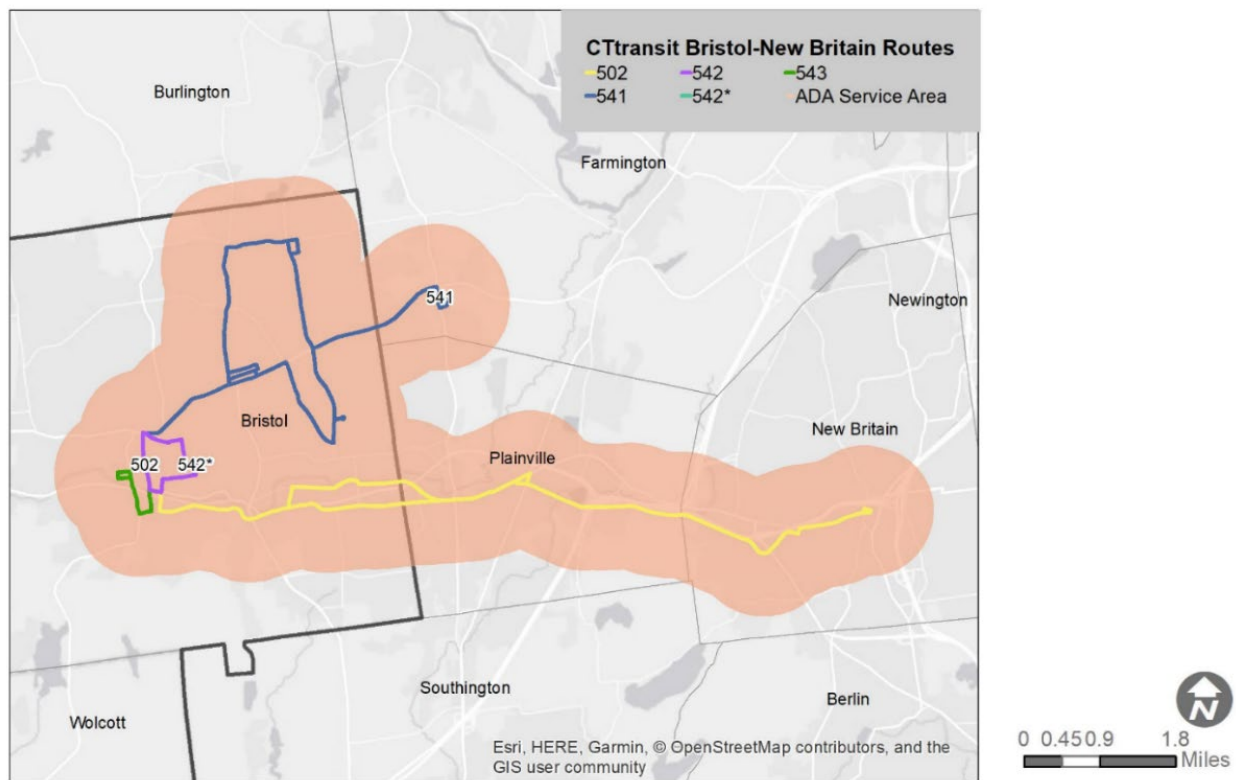 CTtransit Bristol-New Britain Routes
502 542 543
541 542* ADA Service Area
Burlington
Farmington
541
Newington
Bristol
New Britain
502 542*
Plainville
Southington
Berlin
Wolcott
Esri, HERE, Garmin, © OpenStreetMap contributors, and the
GIS user community
N
0 0.45 0.9 1.8
Miles